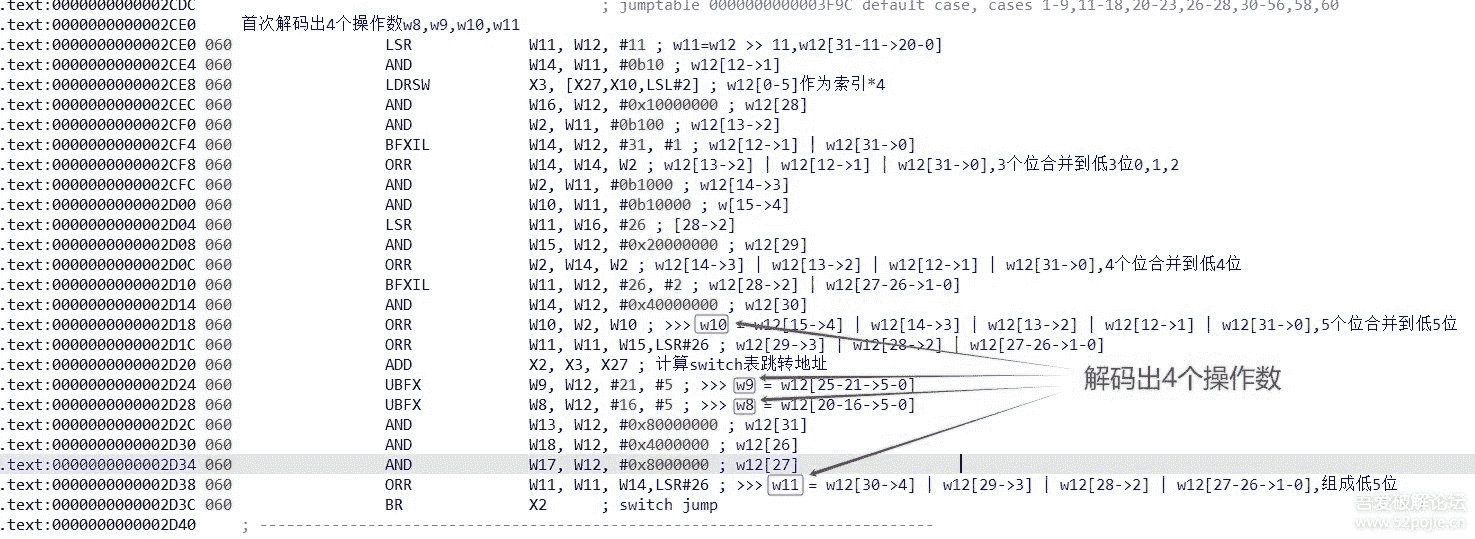 .text:0000000000002CDC ; jumptable 0000000000003F9C default case, cases 1-9,11-18,20-23,26-28,30-56,58,60
.text:0000000000002CE0 首次解码出4个操作数w8,w9,w10,w11
.text:0000000000002CE0 060 LSR W11, W12, #11 ; w11=w12 >> 11,w12[31-11->20-0]
.text:0000000000002CE4 060 AND W14, W11, #0b10 ; w12[12->1]
.text:0000000000002CE8 060 LDRSW X3, [X27,X10,LSL#2] ; w12[0-5]作为索引*4
.text:0000000000002CEC 060 AND W16, W12, #0x10000000 ; w12[28]
.text:0000000000002CF0 060 AND W2, W11, #0b100 ; w12[13->2]
.text:0000000000002CF4 060 BFXIL W14, W12, #31, #1 ; w12[12->1] | w12[31->0]
.text:0000000000002CF8 060 ORR W14, W14, W2 ; w12[13->2] | w12[12->1] | w12[31->0],3个位合并到低3位0,1,2
.text:0000000000002CFC 060 AND W2, W11, #0b1000 ; w12[14->3]
.text:0000000000002D00 060 AND W10, W11, #0b10000 ; w[15->4]
.text:0000000000002D04 060 LSR W11, W16, #26 ; [28->2]
.text:0000000000002D08 060 AND W15, W12, #0x20000000 ; w12[29]
.text:0000000000002D0C 060 ORR W2, W14, W2 ; w12[14->3] | w12[13->2] | w12[12->1] | w12[31->0],4个位合并到低4位
.text:0000000000002D10 060 BFXIL W11, W12, #26, #2 ; w12[28->2] | w12[27-26->1-0]
.text:0000000000002D14 060 AND W14, W12, #0x40000000 ; w12[30]
.text:0000000000002D18 060 ORR W10, W2, W10 ; >>> w10 = w12[15->4] | w12[14->3] | w12[13->2] | w12[12->1] | w12[31->0],5个位合并到低5位
.text:0000000000002D1C 060 ORR W11, W11, W15,LSR#26 ; w12[29->3] | w12[28->2] | w12[27-26->1-0]
.text:0000000000002D20 060 ADD X2, X3, X27 ; 计算switch表跳转地址
.text:0000000000002D24 060 UBFX W9, W12, #21, #5 ; >>> w9 = w12[25-21->5-0]
解码出4个操作数
.text:0000000000002D28 060 UBFX W8, W12, #16, #5 ; >>> w8 = w12[20-16->5-0]
.text:0000000000002D2C 060 AND W13, W12, #0x80000000 ; w12[31]
.text:0000000000002D30 060 AND W18, W12, #0x4000000 ; w12[26]
.text:0000000000002D34 060 AND W17, W12, #0x8000000 ; w12[27]
.text:0000000000002D38 060 ORR W11, W11, W14,LSR#26 ; >>> w11 = w12[30->4] | w12[29->3] | w12[28->2] | w12[27-26->1-0],组成低5位
.text:0000000000002D3C 060 BR X2 ; switch jump
.text:0000000000002D40 ; ---------------------------------------------------------------------------
吾爱破解论坛
www.52pojie.cn